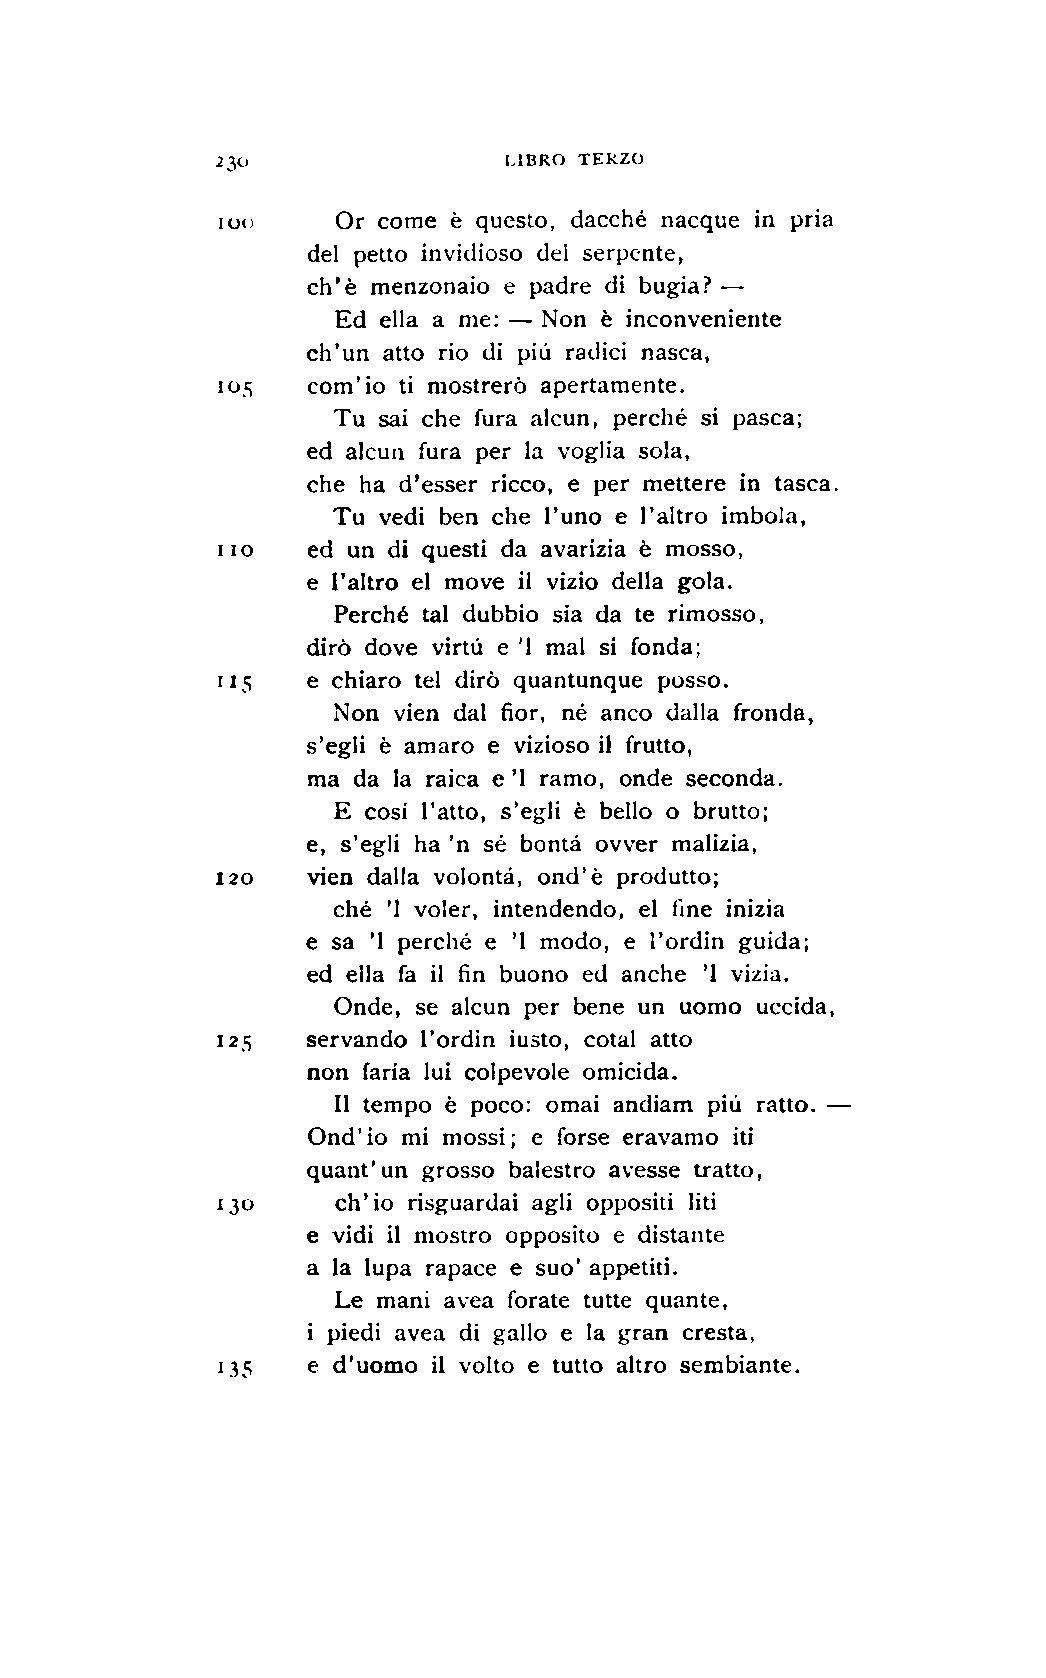 230 LIBRO TERZO
100 Or come è questo, dacché nacque in pria
del petto invidioso del serpente,
ch'è menzonaio e padre di bugia? —
Ed ella a me: — Non è inconveniente
ch'un atto rio di piú radici nasca,
105 com'io ti mostrerò apertamente.
Tu sai che fura alcun, perché si pasca;
ed alcun fura per la voglia sola,
che ha d'esser ricco, e per mettere in tasca.
Tu vedi ben che l'uno e l'altro imbola,
110 ed un di questi da avarizia è mosso,
e l'altro el move il vizio della gola.
Perché tal dubbio sia da te rimosso,
dirò dove virtú e 'l mal si fonda;
115 e chiaro tel dirò quantunque posso.
Non vien dal fior, né anco dalla fronda,
s'egli è amaro e vizioso il frutto,
ma da la raica e 'l ramo, onde seconda.
E cosí l'atto, s'egli è bello o brutto;
e, s'egli ha 'n sé bontá ovver malizia,
120 vien dalla volontá, ond'è produtto;
ché 'l voler, intendendo, el fine inizia
e sa 'l perché e 'l modo, e l'ordin guida;
ed ella fa il fin buono ed anche 'l vizia.
Onde, se alcun per bene un uomo uccida,
125 servando l'ordin iusto, cotal atto
non faría lui colpevole omicida.
Il tempo è poco: omai andiam piú ratto. —
Ond'io mi mossi; e forse eravamo iti
quant'un grosso balestro avesse tratto,
130 ch'io risguardai agli oppositi liti
e vidi il mostro opposito e distante
a la lupa rapace e suo' appetiti.
Le mani avea forate tutte quante,
i piedi avea di gallo e la gran cresta,
135 e d'uomo il volto e tutto altro sembiante.